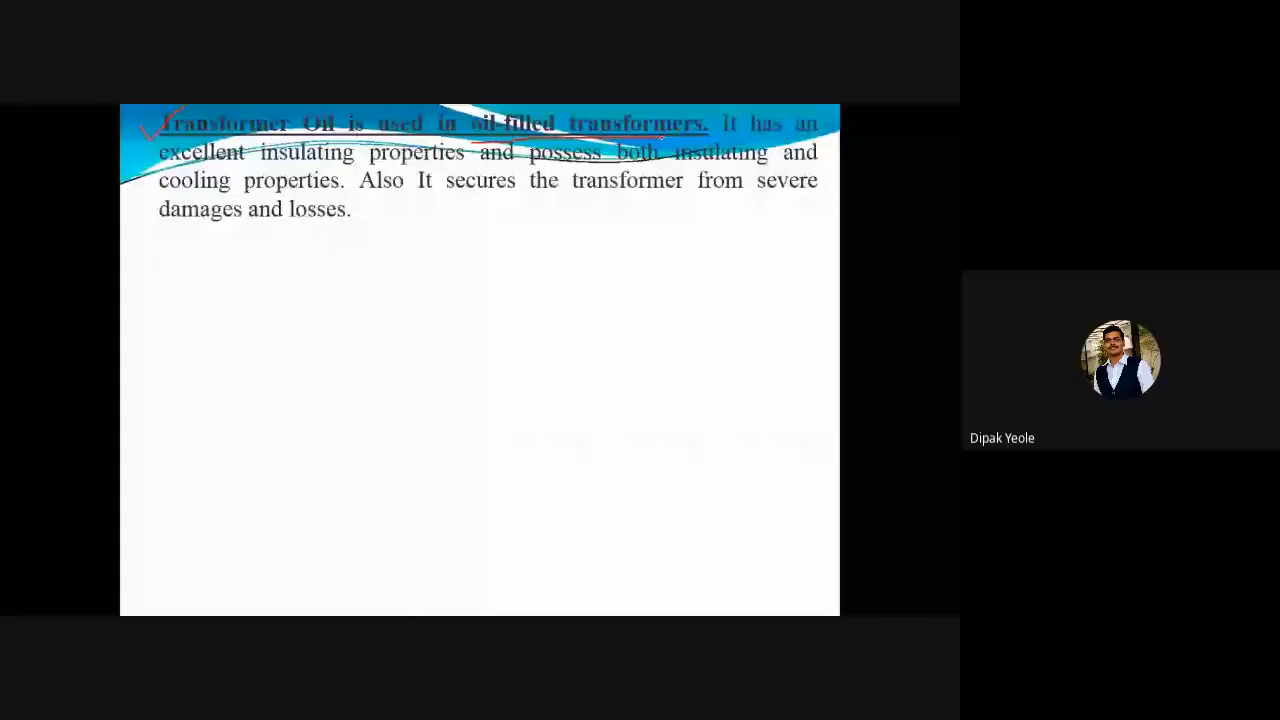 Transformer Oil is used in oil-filled transformers. It has an
excellent insulating properties and possess both insulating and
cooling properties. Also It secures the transformer from severe
damages and losses.
Dipak Yeole